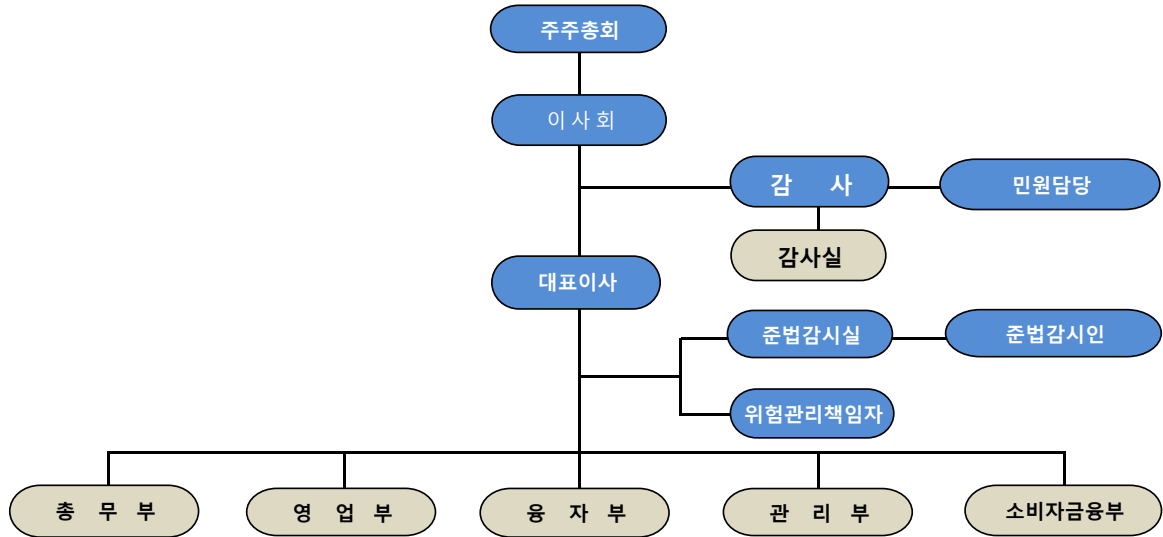 주주총회
이 사 회
감 사
민원담당
감사실
대표이사
준법감시실
준법감시인
위험관리책임자
총 무 부
영 업 부
융 자 부
관 리 부
소비자금융부